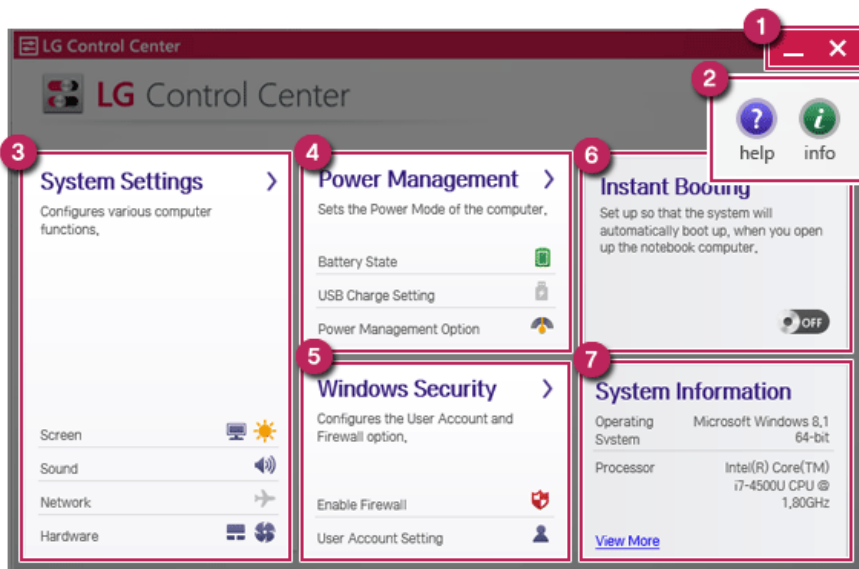 1
LG Control Center
2
LG Control Center
help
info
3
System Settings
Configures various computer
functions.
Screen
Sound
Network
Hardware
4
Power Management
Sets the Power Mode of the computer.
Battery State
USB Charge Setting
Power Management Option
5
Windows Security
Configures the User Account and
Firewall option.
Enable Firewall
User Account Setting
6
Instant Booting
Set up so that the system will
automatically boot up, when you open
up the notebook computer.
OFF
7
System Information
Operating System
Microsoft Windows 8.1
64-bit
Processor
Intel(R) Core(TM)
i7-4500U CPU @
1.80GHz
View More